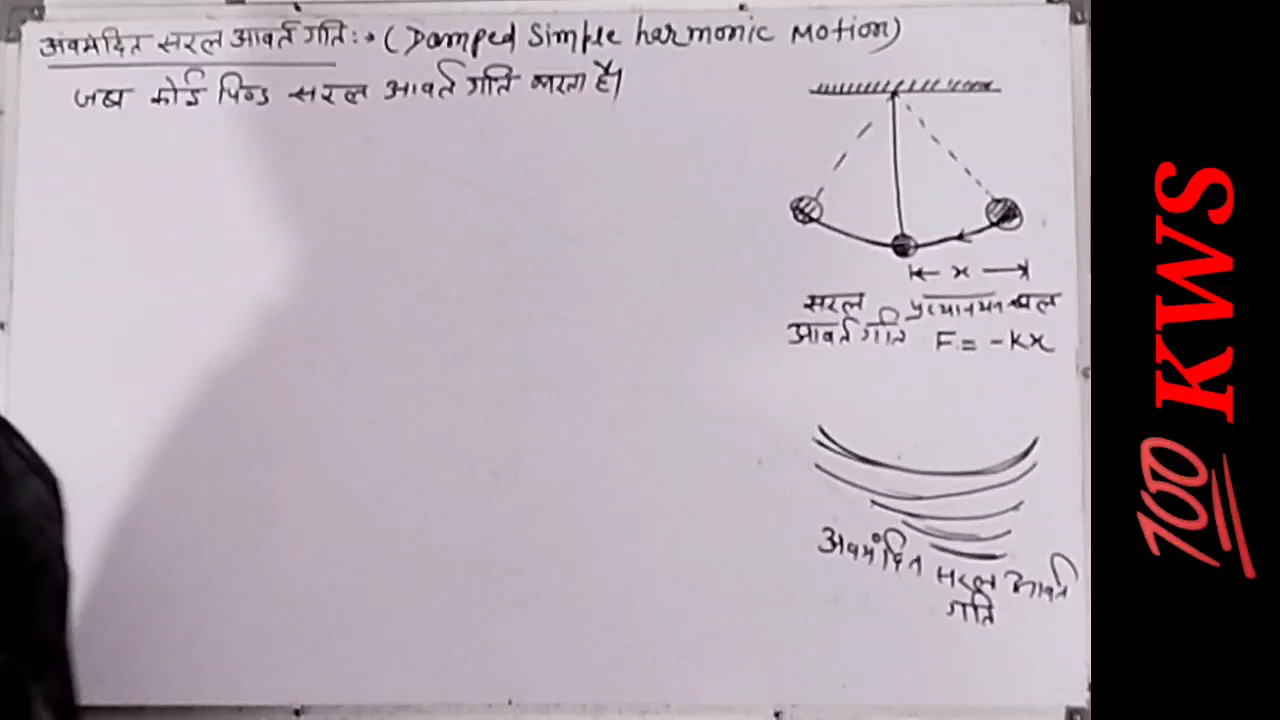 अवमंदित सरल आवर्त गति:• (Damped Simple harmonic Motion)
जब कोई पिन्ड सरल आवर्त गति करता है।
x
सरल
आवर्त गति
प्रत्यानयन बल
F = -kx
अवमंदित सरल आवर्त
गति
100 KWS